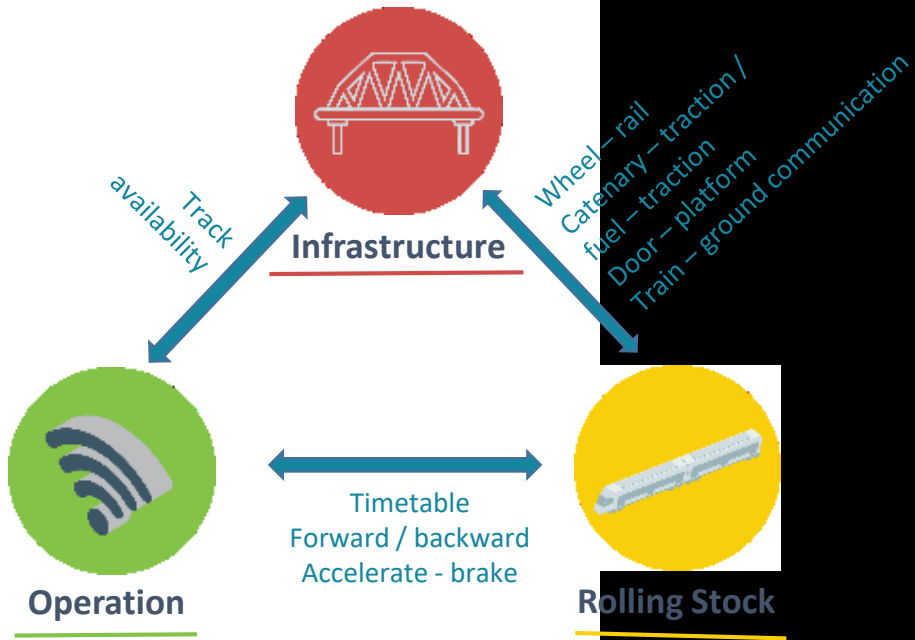 Wheel – rail
Catenary – traction /
fuel – traction
Door – platform
Train – ground communication
Track
availability
Infrastructure
Timetable
Forward / backward
Accelerate - brake
Operation
Rolling Stock